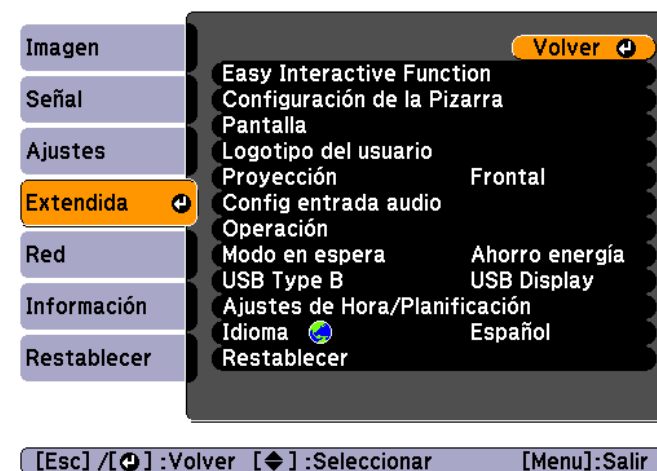 Imagen
Señal
Ajustes
Extendida
Red
Información
Restablecer
Volver
Easy Interactive Function
Configuración de la Pizarra
Pantalla
Logotipo del usuario
Proyección Frontal
Config entrada audio
Operación
Modo en espera Ahorro energía
USB Type B USB Display
Ajustes de Hora/Planificación
Idioma Español
Restablecer
[Esc] /[⏎] :Volver [◆] :Seleccionar [Menu]:Salir